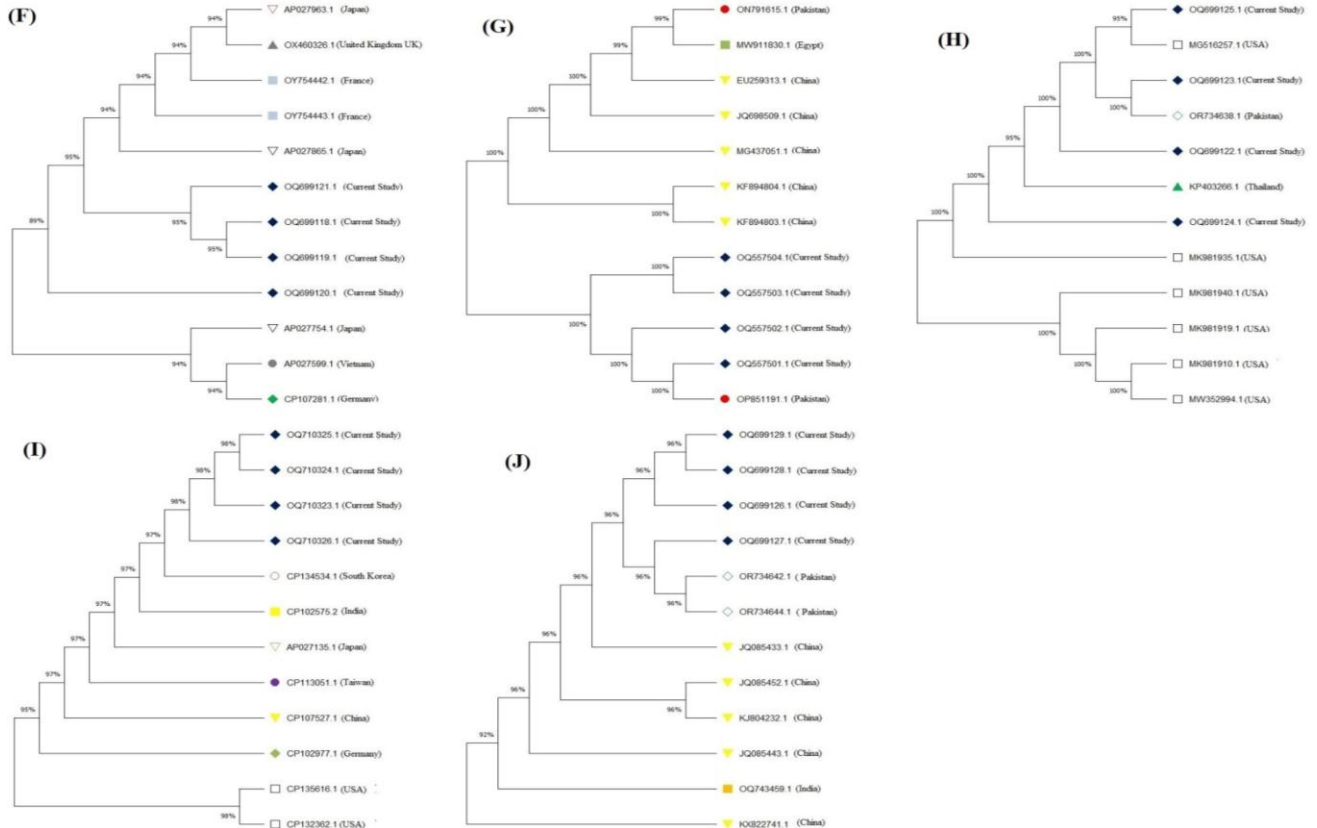 (F)
94%
AP027963.1 (Japan)
94%
OX460326.1 (United Kingdom UK)
94%
OY754442.1 (France)
94%
OY754443.1 (France)
95%
AP027865.1 (Japan)
89%
OQ699121.1 (Current Study)
95%
OQ699118.1 (Current Study)
95%
OQ699119.1 (Current Study)
OQ699120.1 (Current Study)
AP027754.1 (Japan)
94%
AP027599.1 (Vietnam)
94%
CP107281.1 (Germany)
(G)
99%
ON791615.1 (Pakistan)
99%
MW911830.1 (Egypt)
100%
EU259313.1 (China)
100%
JQ698509.1 (China)
100%
MG437051.1 (China)
KF894804.1 (China)
100%
KF894803.1 (China)
100%
OQ557504.1 (Current Study)
OQ557503.1 (Current Study)
100%
OQ557502.1 (Current Study)
100%
OQ557501.1 (Current Study)
100%
OP851191.1 (Pakistan)
(H)
95%
OQ699125.1 (Current Study)
100%
MG516257.1 (USA)
OQ699123.1 (Current Study)
100%
100%
OR734638.1 (Pakistan)
95%
OQ699122.1 (Current Study)
100%
KP403266.1 (Thailand)
100%
OQ699124.1 (Current Study)
MK981935.1 (USA)
MK981940.1 (USA)
100%
MK981919.1 (USA)
100%
MK981910.1 (USA)
100%
MW352994.1 (USA)
(I)
98%
OQ710325.1 (Current Study)
98%
OQ710324.1 (Current Study)
98%
OQ710323.1 (Current Study)
97%
OQ710326.1 (Current Study)
97%
CP134534.1 (South Korea)
97%
CP102575.2 (India)
97%
AP027135.1 (Japan)
97%
CP113051.1 (Taiwan)
95%
CP107527.1 (China)
CP102977.1 (Germany)
CP135616.1 (USA)
98%
CP132362.1 (USA)
(J)
96%
OQ699129.1 (Current Study)
96%
OQ699128.1 (Current Study)
96%
OQ699126.1 (Current Study)
OQ699127.1 (Current Study)
96%
96%
OR734642.1 ( Pakistan)
96%
OR734644.1 ( Pakistan)
96%
JQ085433.1 (China)
96%
JQ085452.1 (China)
96%
KJ804232.1 (China)
92%
JQ085443.1 (China)
OQ743459.1 (India)
KX822741.1 (China)